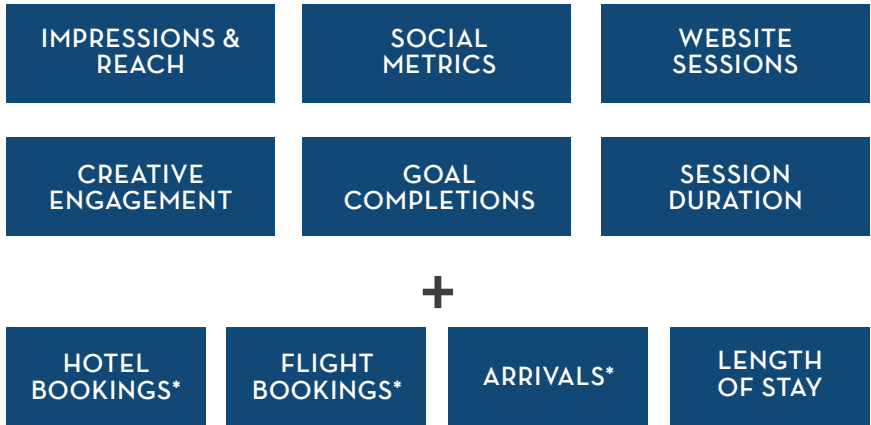 IMPRESSIONS &
REACH
SOCIAL
METRICS
WEBSITE
SESSIONS
CREATIVE
ENGAGEMENT
GOAL
COMPLETIONS
SESSION
DURATION
+
HOTEL
BOOKINGS*
FLIGHT
BOOKINGS*
ARRIVALS*
LENGTH
OF STAY